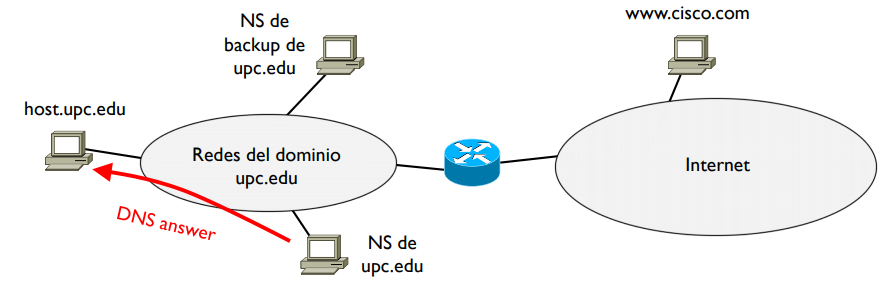 NS de
backup de
upc.edu
www.cisco.com
host.upc.edu
Redes del dominio
upc.edu
Internet
DNS answer
NS de
upc.edu